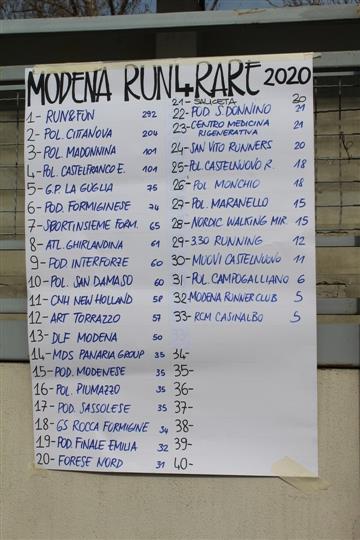 MODENA RUN4RARE 2020
1- RUN&FUN 292
2- POL. CITTANOVA 204
3- POL. MADONNINA 101
4- POL. CASTELFRANCO E. 101
5- G.P. LA GUGLIA 75
6- POD. FORMIGINESE 74
7- SPORTINSIEME FORM. 65
8- ATL. GHIRLANDINA 61
9- POD. INTERFORZE 60
10- POL. SAN DAMASO 60
11- CNH NEW HOLLAND 58
12- ART TORRAZZO 57
13- DLF MODENA 50
14- MDS PANARIA GROUP 35
15- POD. MODENESE 35
16- POL. PIUMAZZO 35
17- POD. SASSOLESE 35
18- GS ROCCA FORMIGINE 34
19- POD FINALE EMILIA 32
20- FORESE NORD 31
21- SALICETA 20
22- POD S. DONNINO 21
23- CENTRO MEDICINA RIGENERATIVA 21
24- SAN VITO RUNNERS 20
25- POL. CASTELNUOVO R. 18
26- POL MONCHIO 18
27- POL. MARANELLO 15
28- NORDIC WALKING MIR. 15
29- 330 RUNNING 12
30- MUOVI CASTELNUOVO 11
31- POL. CAMPOGALLIANO 6
32- MODENA RUNNER CLUB 5
33- RCM CASINALBO 5
34-
35-
36-
37-
38-
39-
40-